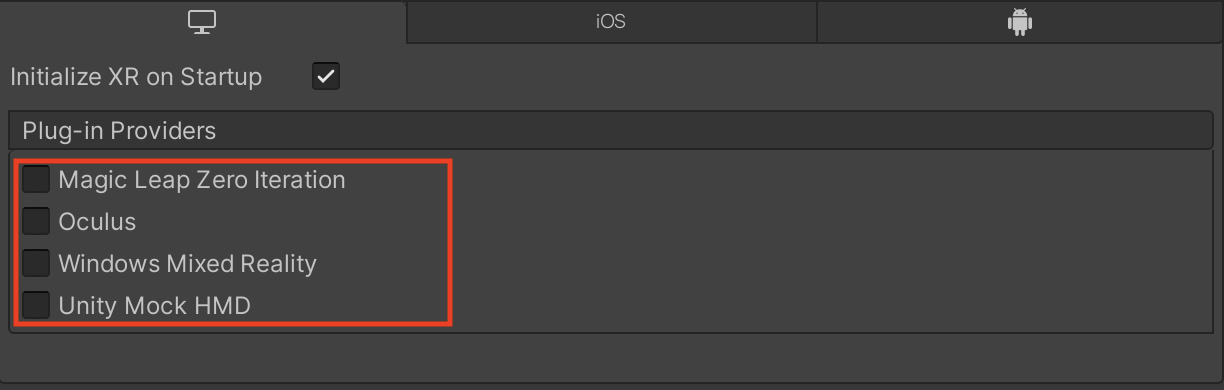 iOS
Initialize XR on Startup
Plug-in Providers
Magic Leap Zero Iteration
Oculus
Windows Mixed Reality
Unity Mock HMD